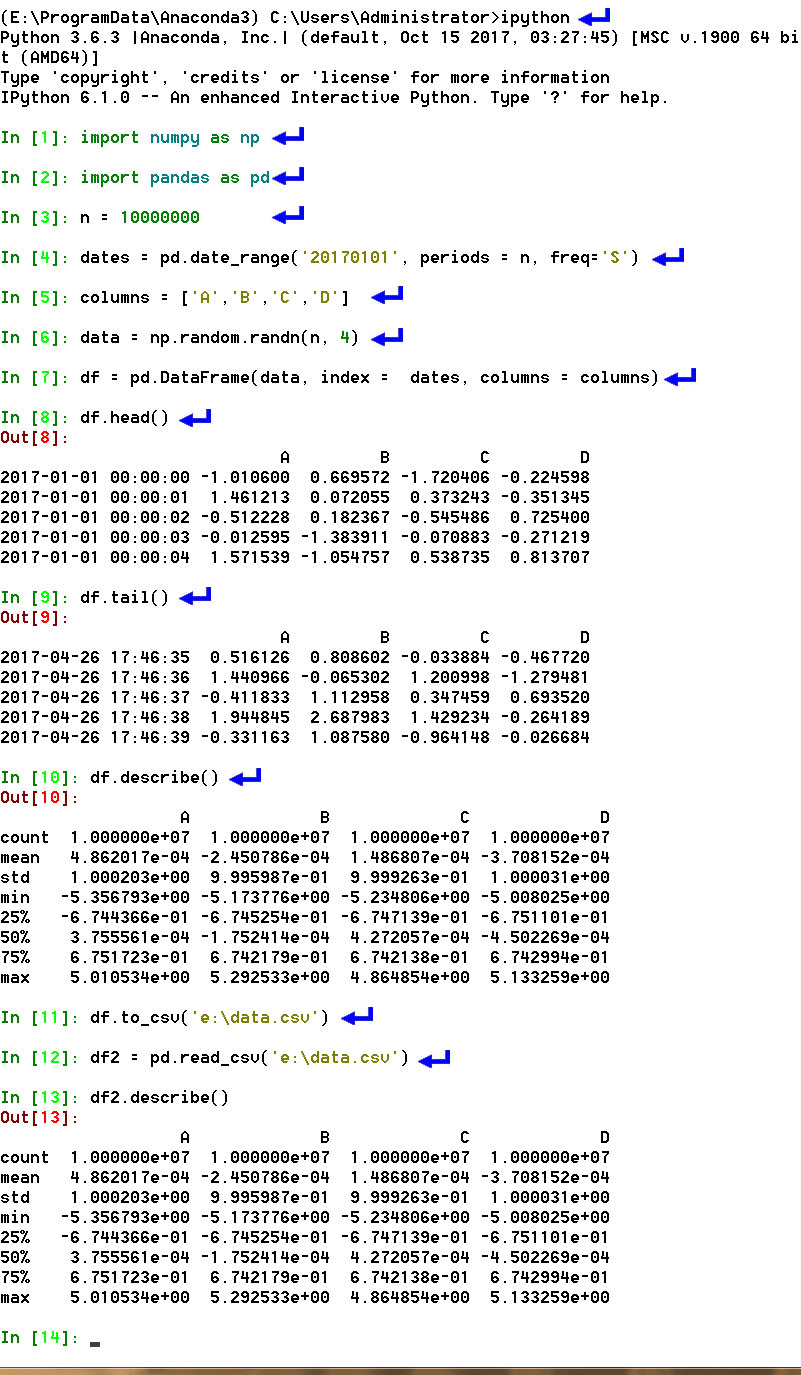 (E:\ProgramData\Anaconda3) C:\Users\Administrator>ipython
Python 3.6.3 |Anaconda, Inc.| (default, Oct 15 2017, 03:27:45) [MSC v.1900 64 bi
t (AMD64)]
Type 'copyright', 'credits' or 'license' for more information
IPython 6.1.0 -- An enhanced Interactive Python. Type '?' for help.
In [1]: import numpy as np
In [2]: import pandas as pd
In [3]: n = 10000000
In [4]: dates = pd.date_range('20170101', periods = n, freq='S')
In [5]: columns = ['A','B','C','D']
In [6]: data = np.random.randn(n, 4)
In [7]: df = pd.DataFrame(data, index =  dates, columns = columns)
In [8]: df.head()
Out[8]:
                            A         B         C         D
2017-01-01 00:00:00 -1.010600  0.669572 -1.720406 -0.224598
2017-01-01 00:00:01  1.461213  0.072055  0.373243 -0.351345
2017-01-01 00:00:02 -0.512228  0.182367 -0.545486  0.725400
2017-01-01 00:00:03 -0.012595 -1.383911 -0.070883 -0.271219
2017-01-01 00:00:04  1.571539 -1.054757  0.538735  0.813707
In [9]: df.tail()
Out[9]:
                            A         B         C         D
2017-04-26 17:46:35  0.516126  0.808602 -0.033884 -0.467720
2017-04-26 17:46:36  1.440966 -0.065302  1.200998 -1.279481
2017-04-26 17:46:37 -0.411833  1.112958  0.347459  0.693520
2017-04-26 17:46:38  1.944845  2.687983  1.429234 -0.264189
2017-04-26 17:46:39 -0.331163  1.087580 -0.964148 -0.026684
In [10]: df.describe()
Out[10]:
                  A             B             C             D
count  1.000000e+07  1.000000e+07  1.000000e+07  1.000000e+07
mean   4.862017e-04 -2.450786e-04  1.486807e-04 -3.708152e-04
std    1.000203e+00  9.995987e-01  9.999263e-01  1.000031e+00
min   -5.356793e+00 -5.173776e+00 -5.234806e+00 -5.008025e+00
25%   -6.744366e-01 -6.745254e-01 -6.747139e-01 -6.751101e-01
50%    3.755561e-04 -1.752414e-04  4.272057e-04 -4.502269e-04
75%    6.751723e-01  6.742179e-01  6.742138e-01  6.742994e-01
max    5.010534e+00  5.292533e+00  4.864854e+00  5.133259e+00
In [11]: df.to_csv('e:\data.csv')
In [12]: df2 = pd.read_csv('e:\data.csv')
In [13]: df2.describe()
Out[13]:
                  A             B             C             D
count  1.000000e+07  1.000000e+07  1.000000e+07  1.000000e+07
mean   4.862017e-04 -2.450786e-04  1.486807e-04 -3.708152e-04
std    1.000203e+00  9.995987e-01  9.999263e-01  1.000031e+00
min   -5.356793e+00 -5.173776e+00 -5.234806e+00 -5.008025e+00
25%   -6.744366e-01 -6.745254e-01 -6.747139e-01 -6.751101e-01
50%    3.755561e-04 -1.752414e-04  4.272057e-04 -4.502269e-04
75%    6.751723e-01  6.742179e-01  6.742138e-01  6.742994e-01
max    5.010534e+00  5.292533e+00  4.864854e+00  5.133259e+00
In [14]: _